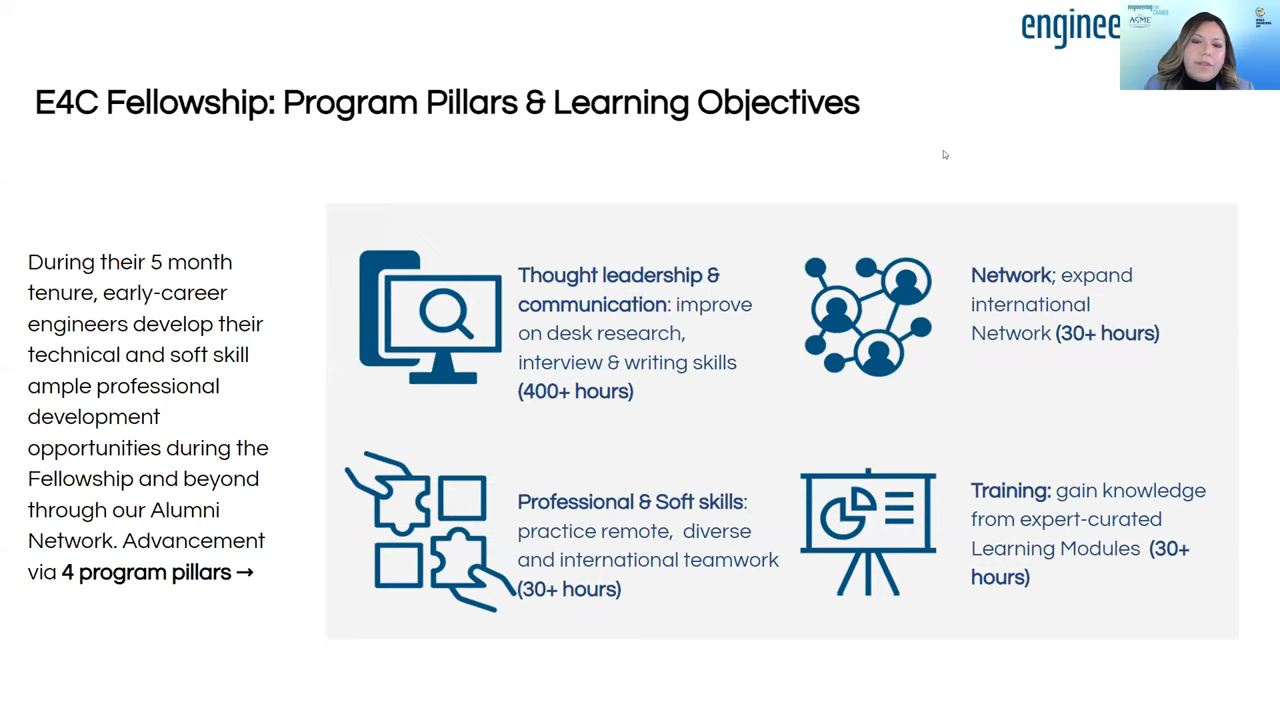 enginee
engineering FOR
CHANGE
ASME
E4C Fellowship: Program Pillars & Learning Objectives
During their 5 month
tenure, early-career
engineers develop their
technical and soft skill
ample professional
development
opportunities during the
Fellowship and beyond
through our Alumni
Network. Advancement
via 4 program pillars →
Thought leadership &
communication: improve
on desk research,
interview & writing skills
(400+ hours)
Network; expand
international
Network (30+ hours)
Professional & Soft skills:
practice remote, diverse
and international teamwork
(30+ hours)
Training: gain knowledge
from expert-curated
Learning Modules (30+
hours)